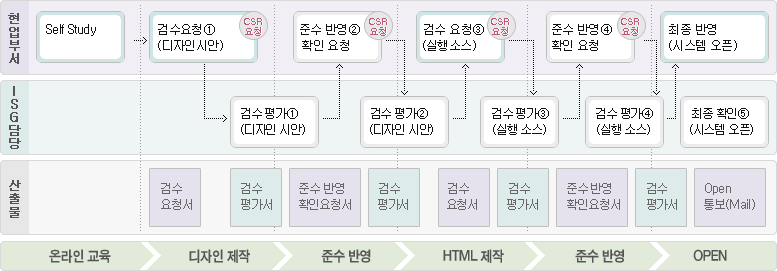 현업부서
Self Study
검수요청①
(디자인시안)
CSR
요청
준수 반영②
확인 요청
CSR
요청
검수 요청③
(실행 소스)
CSR
요청
준수 반영④
확인 요청
CSR
요청
최종 반영
(시스템 오픈)
ISG담당
검수 평가①
(디자인 시안)
검수 평가②
(디자인 시안)
검수 평가③
(실행 소스)
검수 평가④
(실행 소스)
최종 확인⑤
(시스템 오픈)
산출물
검수
요청서
검수
평가서
준수 반영
확인요청서
검수
평가서
검수
요청서
검수
평가서
준수 반영
확인요청서
검수
평가서
Open
통보(Mail)
온라인 교육
디자인 제작
준수 반영
HTML 제작
준수 반영
OPEN